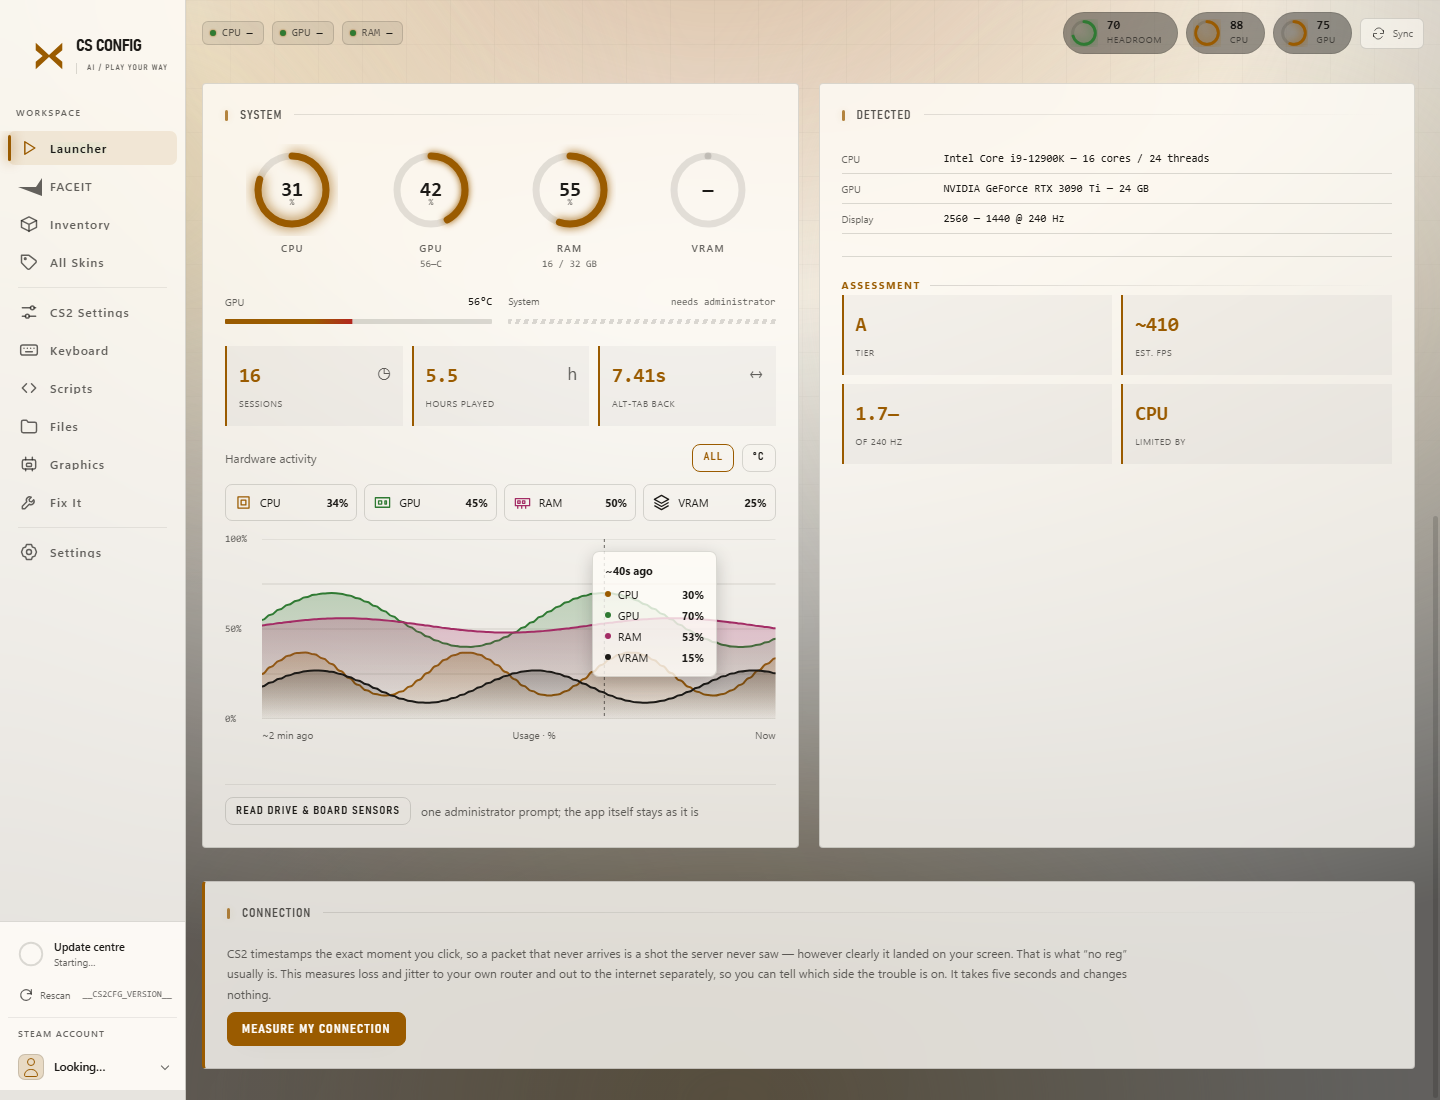 CS CONFIG
AI / PLAY YOUR WAY
WORKSPACE
Launcher
FACEIT
Inventory
All Skins
CS2 Settings
Keyboard
Scripts
Files
Graphics
Fix It
Settings
Update centre
Starting...
Rescan __CS2CFG_VERSION__
STEAM ACCOUNT
Looking...
CPU — GPU — RAM —
70 HEADROOM
88 CPU
75 GPU
Sync
SYSTEM
31 % CPU
42 % GPU 56—C
55 % RAM 16 / 32 GB
— VRAM
GPU 56°C
System needs administrator
16 SESSIONS
5.5 h HOURS PLAYED
7.41s ALT-TAB BACK
Hardware activity ALL °C
CPU 34% GPU 45% RAM 50% VRAM 25%
100%
50%
0%
~40s ago
CPU 30%
GPU 70%
RAM 53%
VRAM 15%
~2 min ago Usage · % Now
READ DRIVE & BOARD SENSORS one administrator prompt; the app itself stays as it is
DETECTED
CPU Intel Core i9-12900K — 16 cores / 24 threads
GPU NVIDIA GeForce RTX 3090 Ti — 24 GB
Display 2560 — 1440 @ 240 Hz
ASSESSMENT
A TIER
~410 EST. FPS
1.7— OF 240 HZ
CPU LIMITED BY
CONNECTION
CS2 timestamps the exact moment you click, so a packet that never arrives is a shot the server never saw — however clearly it landed on your screen. That is what “no reg”
usually is. This measures loss and jitter to your own router and out to the internet separately, so you can tell which side the trouble is on. It takes five seconds and changes
nothing.
MEASURE MY CONNECTION